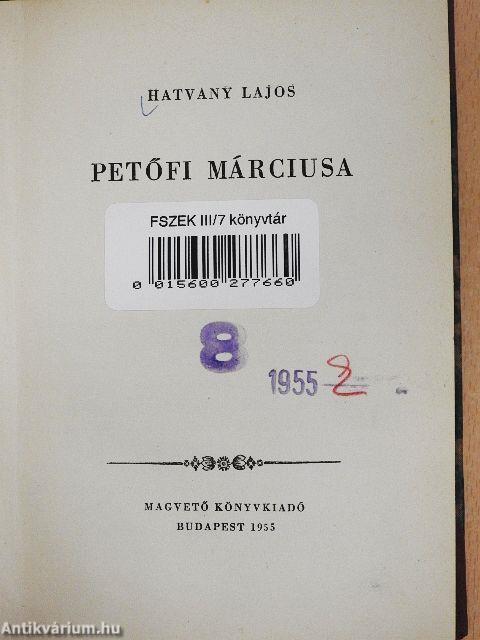 HATVANY LAJOS
PETŐFI MÁRCIUSA
FSZEK III/7 könyvtár
0 015600 277660
8
1955 2
MAGVETŐ KÖNYVKIADÓ
BUDAPEST 1955
Antikvárium.hu